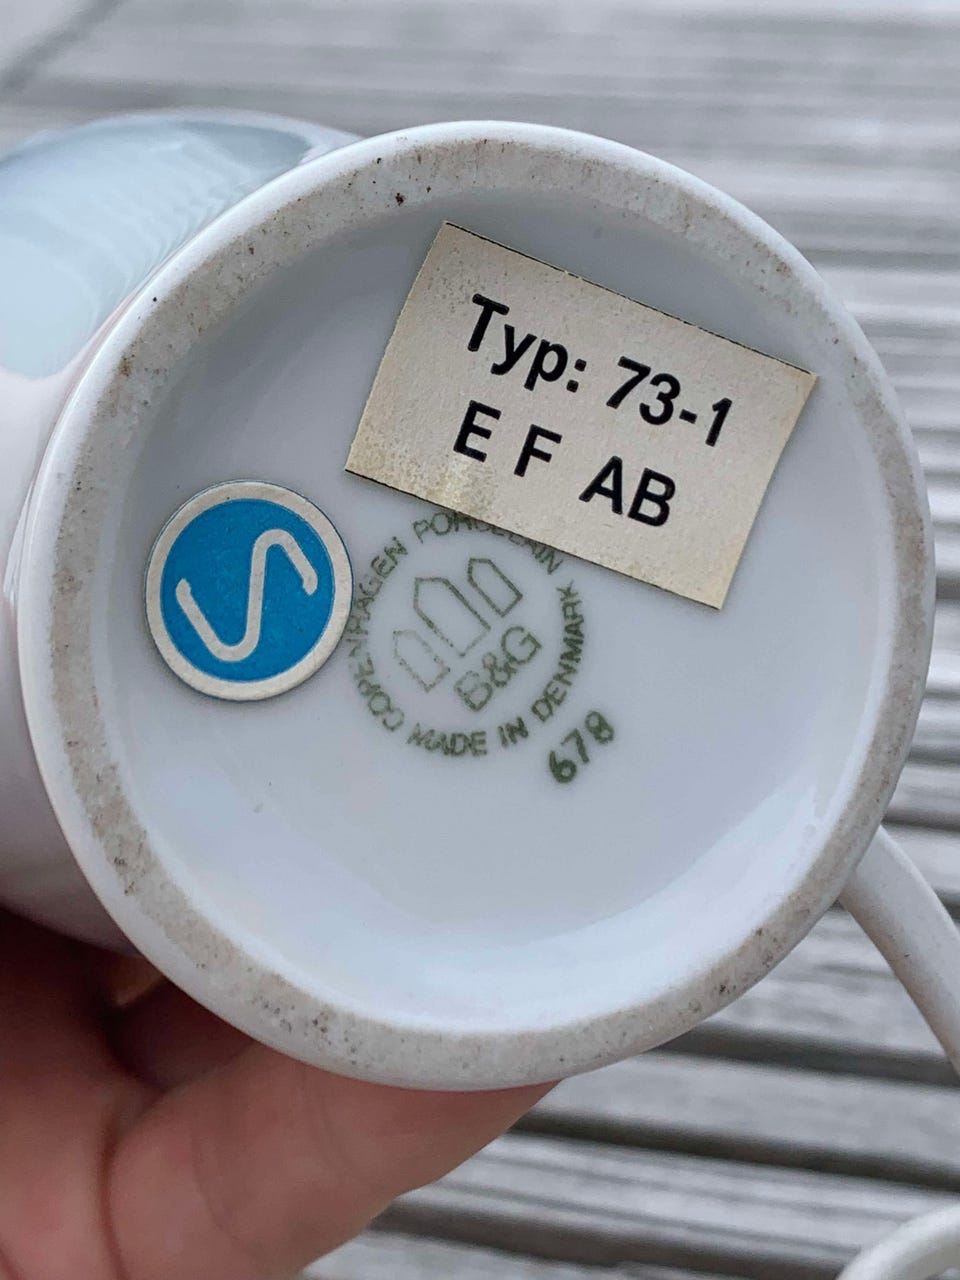 Typ: 73-1
E F AB
S
COPENHAGEN PORCELAIN
B&G
MADE IN DENMARK
678